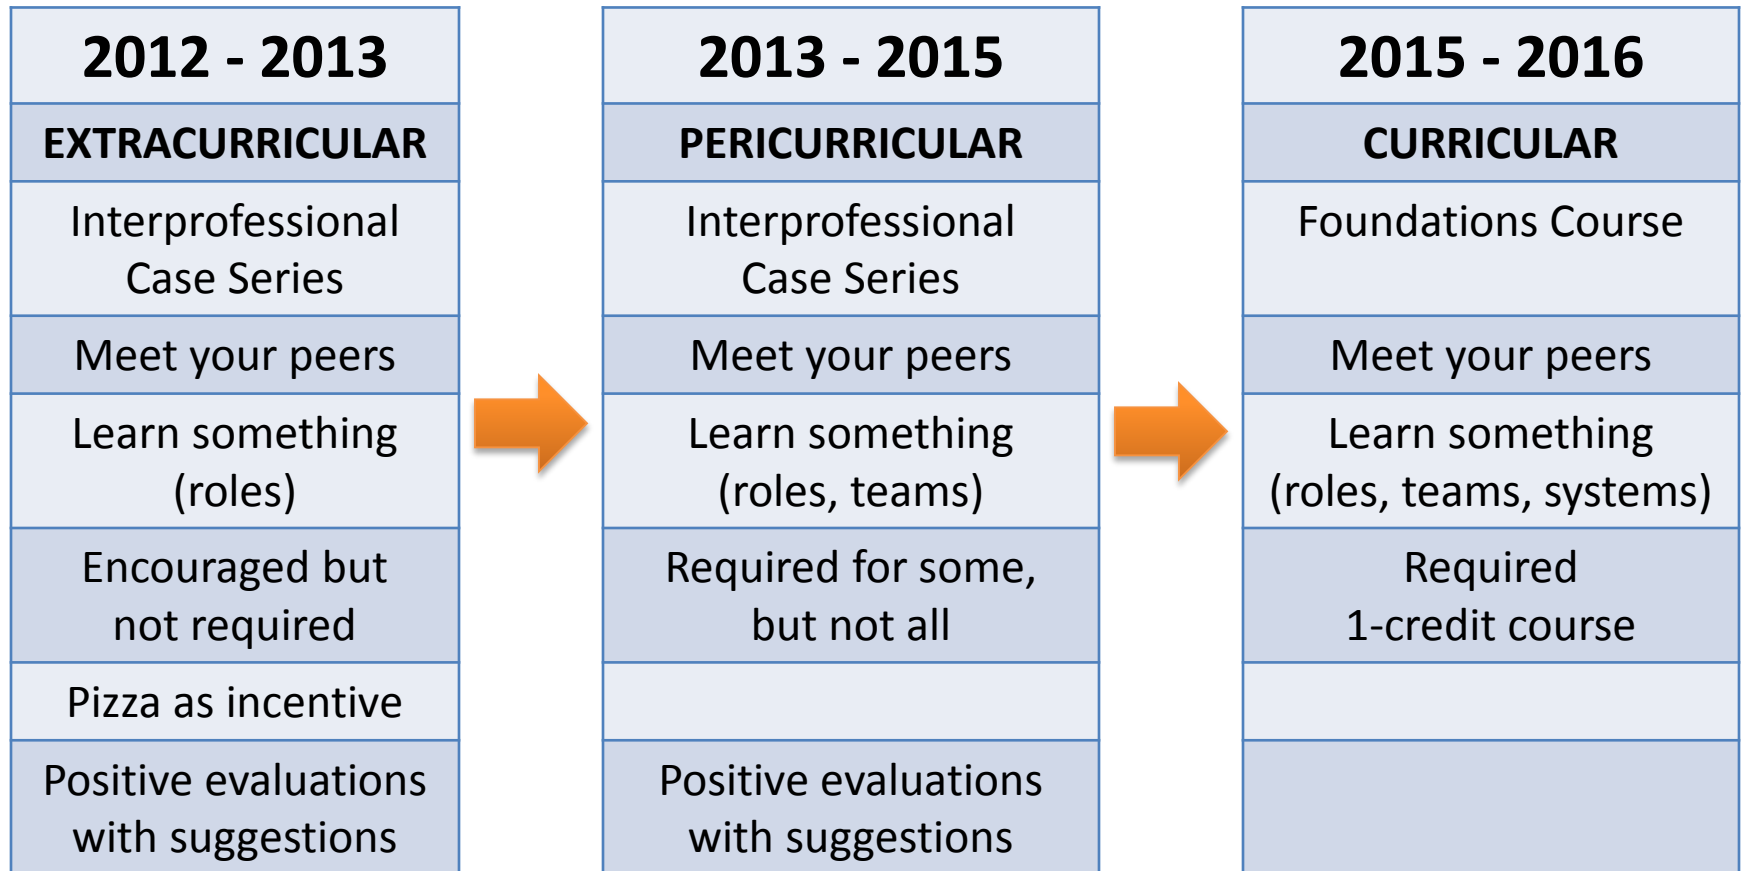 2012 - 2013
EXTRACURRICULAR
Interprofessional
Case Series
Meet your peers
Learn something
(roles)
Encouraged but
not required
Pizza as incentive
Positive evaluations
with suggestions
2013 - 2015
PERICURRICULAR
Interprofessional
Case Series
Meet your peers
Learn something
(roles, teams)
Required for some,
but not all
Positive evaluations
with suggestions
2015 - 2016
CURRICULAR
Foundations Course
Meet your peers
Learn something
(roles, teams, systems)
Required
1-credit course